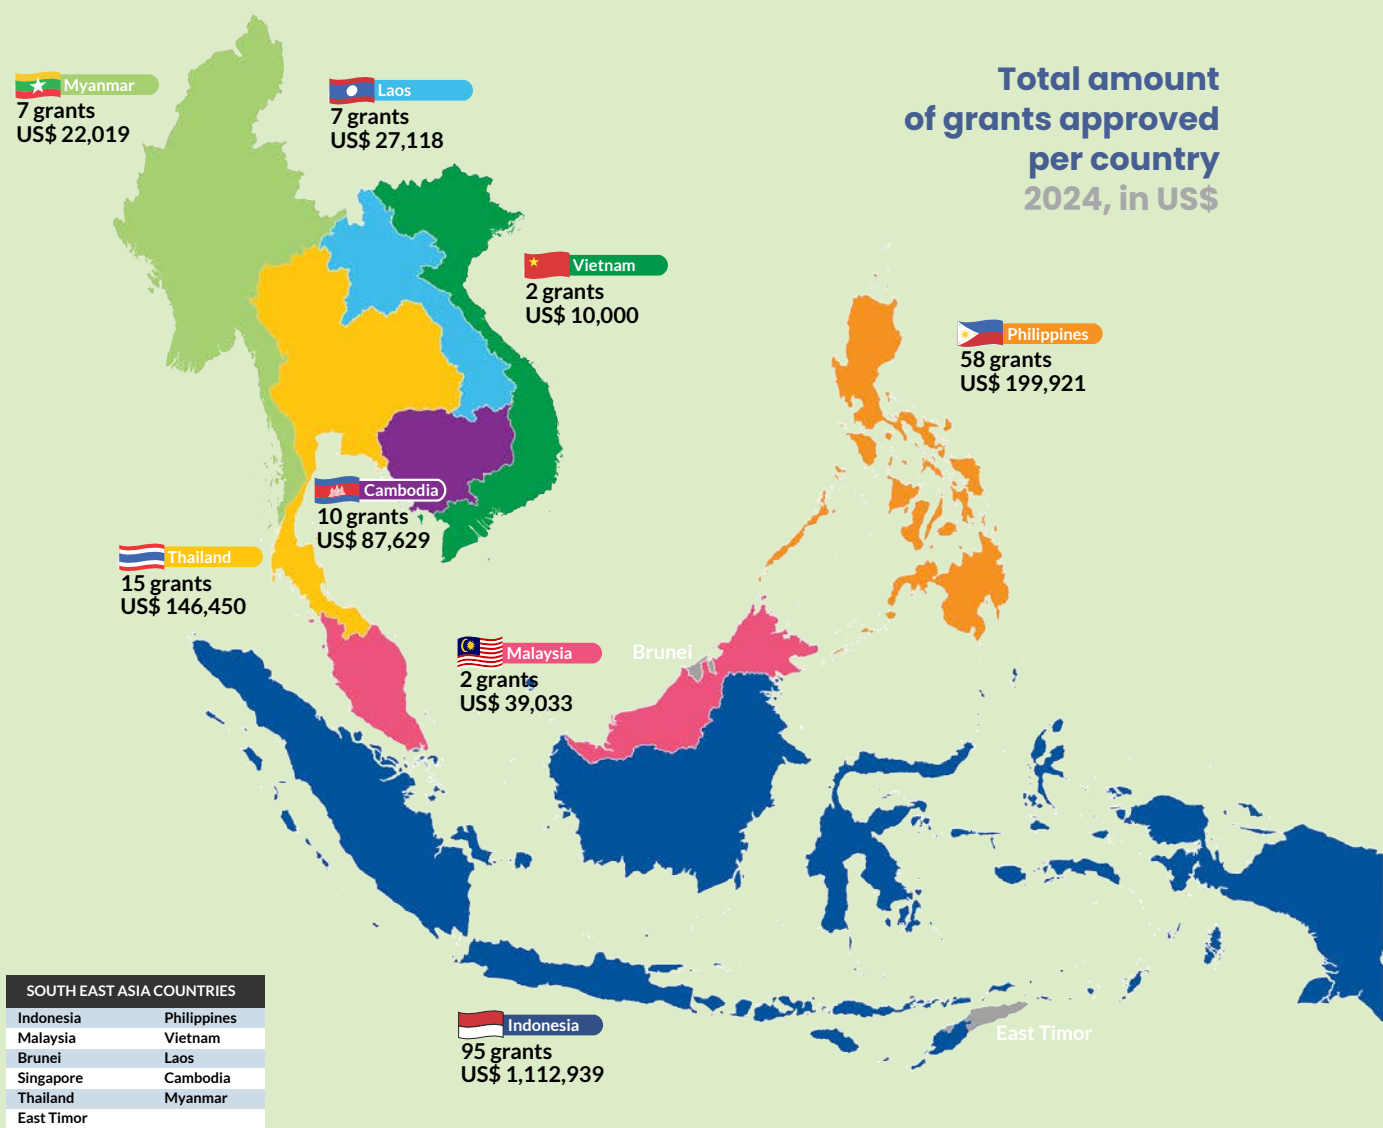 Total amount
of grants approved
per country
2024, in US$
Myanmar
7 grants
US$ 22,019
Laos
7 grants
US$ 27,118
Vietnam
2 grants
US$ 10,000
Philippines
58 grants
US$ 199,921
Cambodia
10 grants
US$ 87,629
Thailand
15 grants
US$ 146,450
Malaysia
2 grants
US$ 39,033
Brunei
Indonesia
95 grants
US$ 1,112,939
East Timor
SOUTH EAST ASIA COUNTRIES
Indonesia Philippines
Malaysia Vietnam
Brunei Laos
Singapore Cambodia
Thailand Myanmar
East Timor